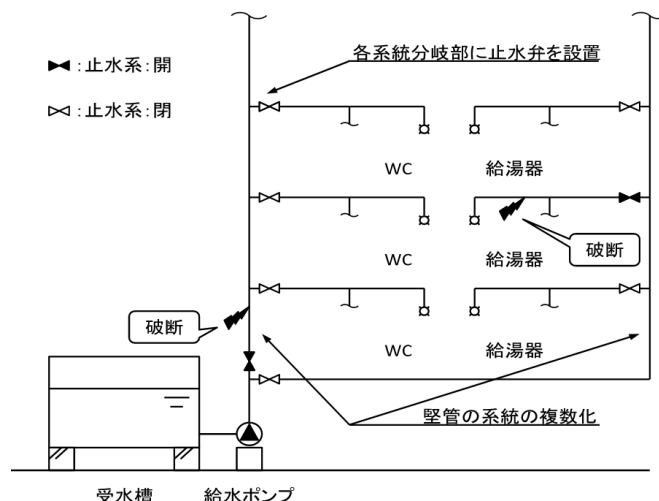 各系統分岐部に止水弁を設置
:止水系:開
:止水系:閉
WC
給湯器
破断
WC
給湯器
破断
WC
給湯器
竪管の系統の複数化
受水槽
給水ポンプ